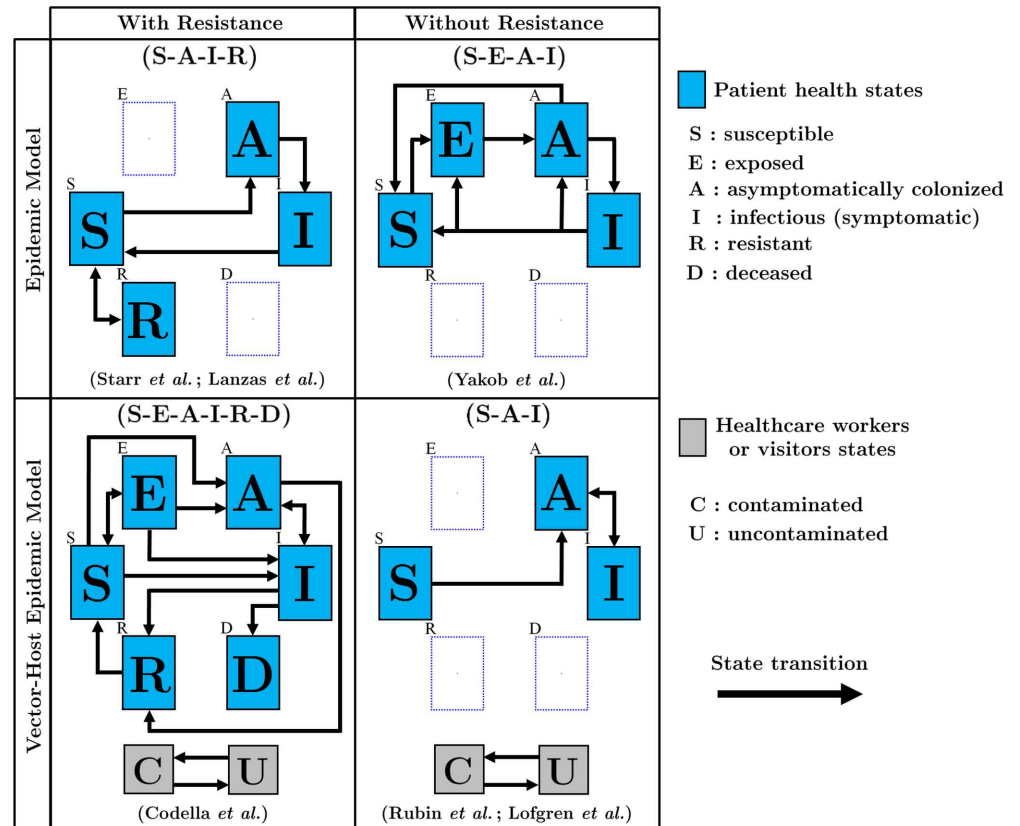 With Resistance
Without Resistance
Epidemic Model
(S-A-I-R)
E
A
A
S
I
S
I
R
D
R
(Starr et al.; Lanzas et al.)
(S-E-A-I)
E
A
E
A
S
I
S
I
R
D
(Yakob et al.)
Vector-Host Epidemic Model
(S-E-A-I-R-D)
E
A
E
A
S
I
S
I
R
D
R
D
C
U
(Codella et al.)
(S-A-I)
E
A
A
S
I
S
I
R
D
C
U
(Rubin et al.; Lofgren et al.)
Patient health states
S : susceptible
E : exposed
A : asymptomatically colonized
I : infectious (symptomatic)
R : resistant
D : deceased
Healthcare workers
or visitors states
C : contaminated
U : uncontaminated
State transition